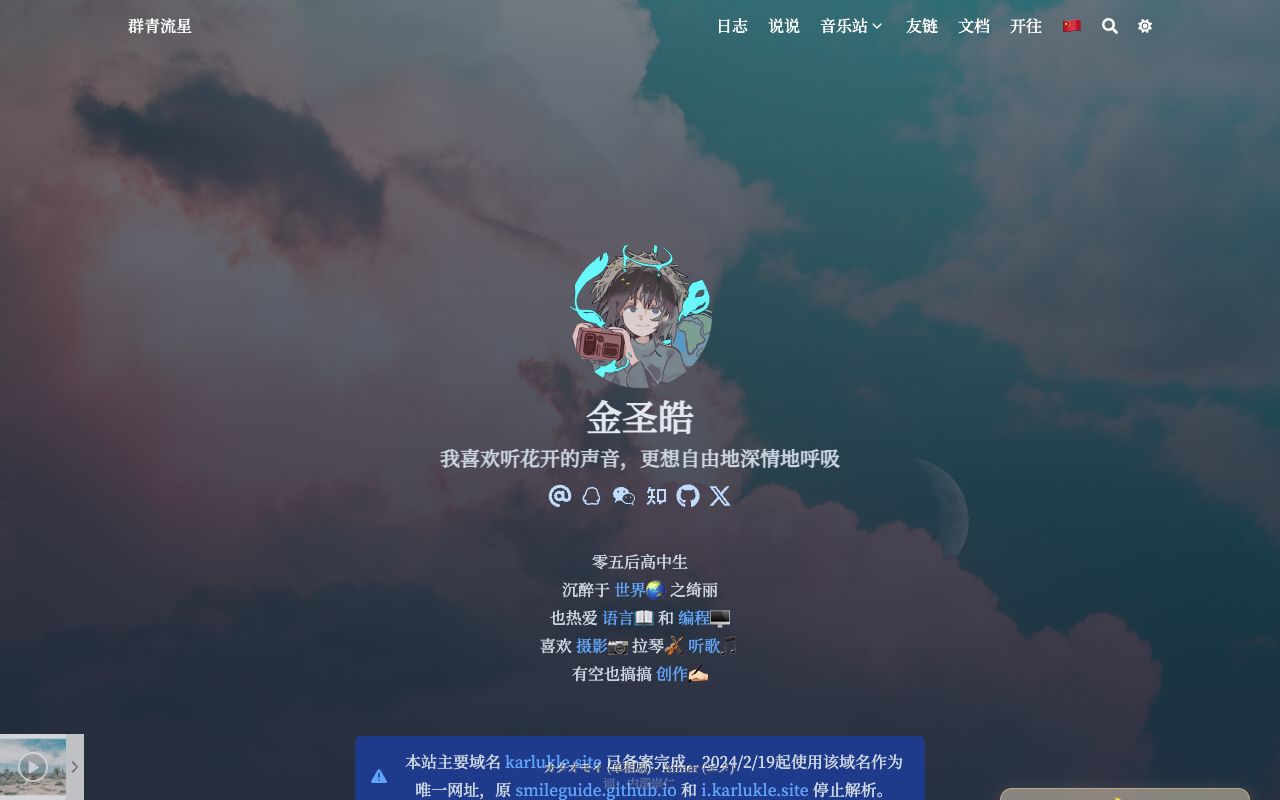 群青流星
日志 说说 音乐站 友链 文档 开往
金圣皓
我喜欢听花开的声音，更想自由地深情地呼吸
知
零五后高中生
沉醉于 世界🌏 之绮丽
也热爱 语言📖 和 编程🖥️
喜欢 摄影📷 拉琴🎻 听歌🎵
有空也搞搞 创作✍🏻
本站主要域名 karlukle.site 已备案完成。2024/2/19起使用该域名作为
唯一网址，原 smileguide.github.io 和 i.karlukle.site 停止解析。